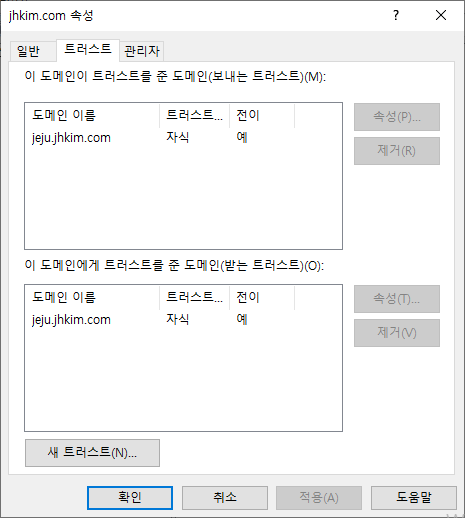 jhkim.com 속성
일반 트러스트 관리자
이 도메인이 트러스트를 준 도메인(보내는 트러스트)(M):
도메인 이름 트러스트... 전이
jeju.jhkim.com 자식 예
속성(P)...
제거(R)
이 도메인에게 트러스트를 준 도메인(받는 트러스트)(O):
도메인 이름 트러스트... 전이
jeju.jhkim.com 자식 예
속성(T)...
제거(V)
새 트러스트(N)...
확인 취소 적용(A) 도움말